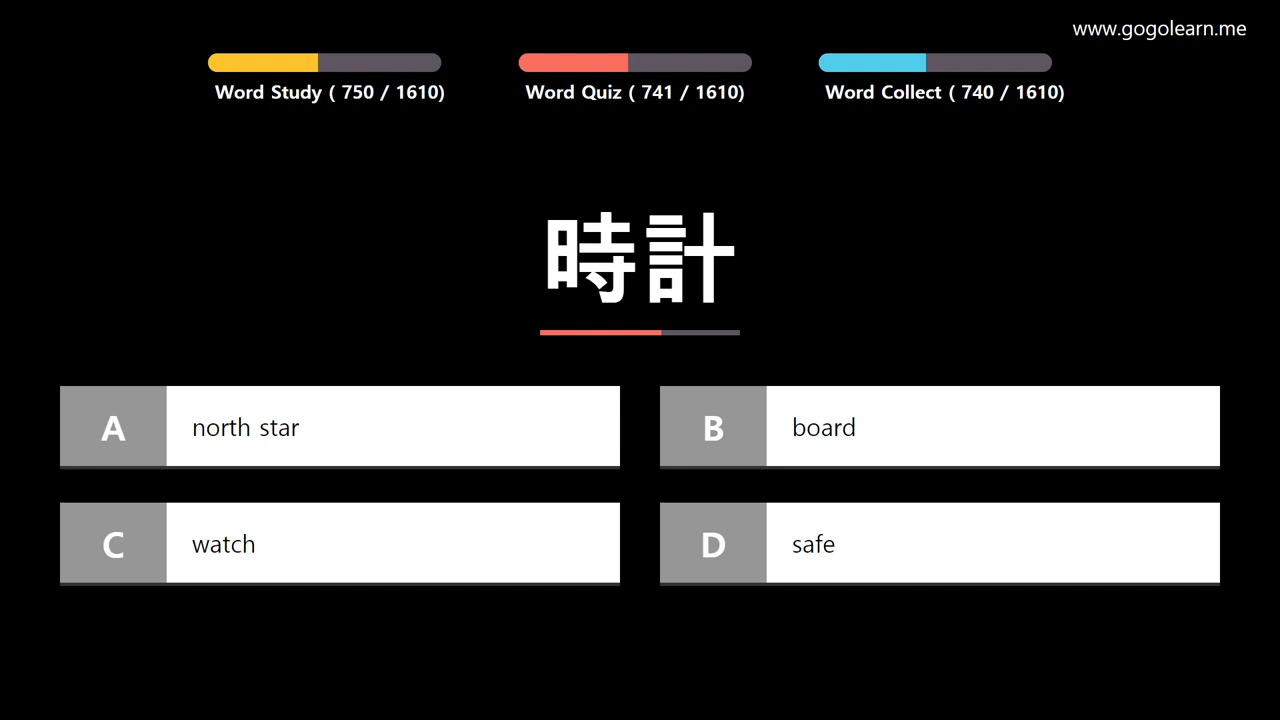 www.gogolearn.me
Word Study ( 750 / 1610)
Word Quiz ( 741 / 1610)
Word Collect ( 740 / 1610)
時計
A
north star
B
board
C
watch
D
safe